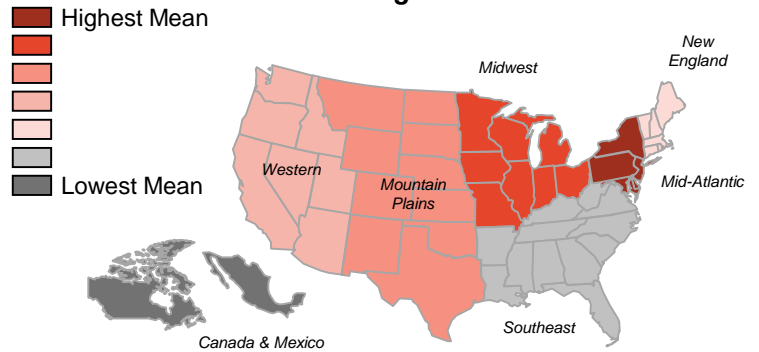 Highest Mean
Lowest Mean
Midwest
New
England
Western
Mountain
Plains
Mid-Atlantic
Southeast
Canada & Mexico